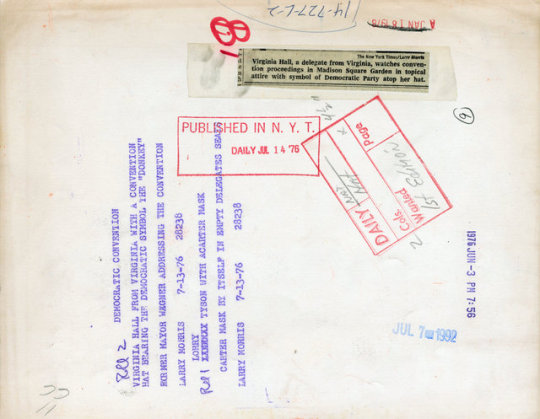 14-727-L-2
A JAN 18 1976
The New York Times/Larry Morris
Virginia Hall, a delegate from Virginia, watches conven-
tion proceedings in Madison Square Garden in topical
attire with symbol of Democratic Party atop her hat.
6
PUBLISHED IN N. Y. T.
DAILY JUL 14 '76
DAILY
Cols.
Wanted
Page
2
1st Edition
1976 JUN -3 PM 7:56
JUL 7 1992
Roll 2 DEMOCRATIC CONVENTION
VIRGINIA HALL FROM VIRGINIA WITH A CONVENTION
HAT BEARING THE DEMOCRATIC SYMBOL THE "DONKEY"
FORMER MAYOR WAGNER ADDRESSING THE CONVENTION
LARRY MORRIS 7-13-76 28238
LOBBY
Roll 1 TYSON WITH ACARTER MASK
CARTER MASK BY ITSELF IN EMPTY DELEGATES SEAT
LARRY MORRIS 7-13-76 28238